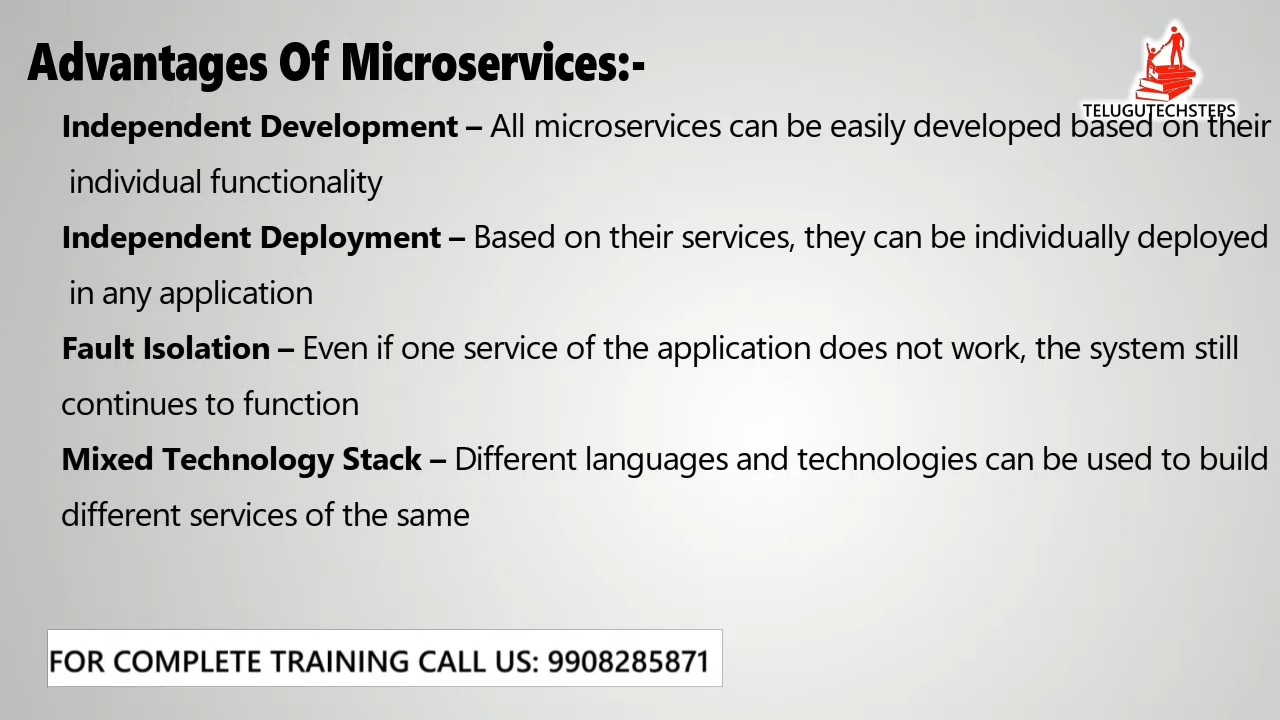 Advantages Of Microservices:-
TELUGUTECHSTEPS
Independent Development – All microservices can be easily developed based on their
individual functionality
Independent Deployment – Based on their services, they can be individually deployed
in any application
Fault Isolation – Even if one service of the application does not work, the system still
continues to function
Mixed Technology Stack – Different languages and technologies can be used to build
different services of the same
FOR COMPLETE TRAINING CALL US: 9908285871